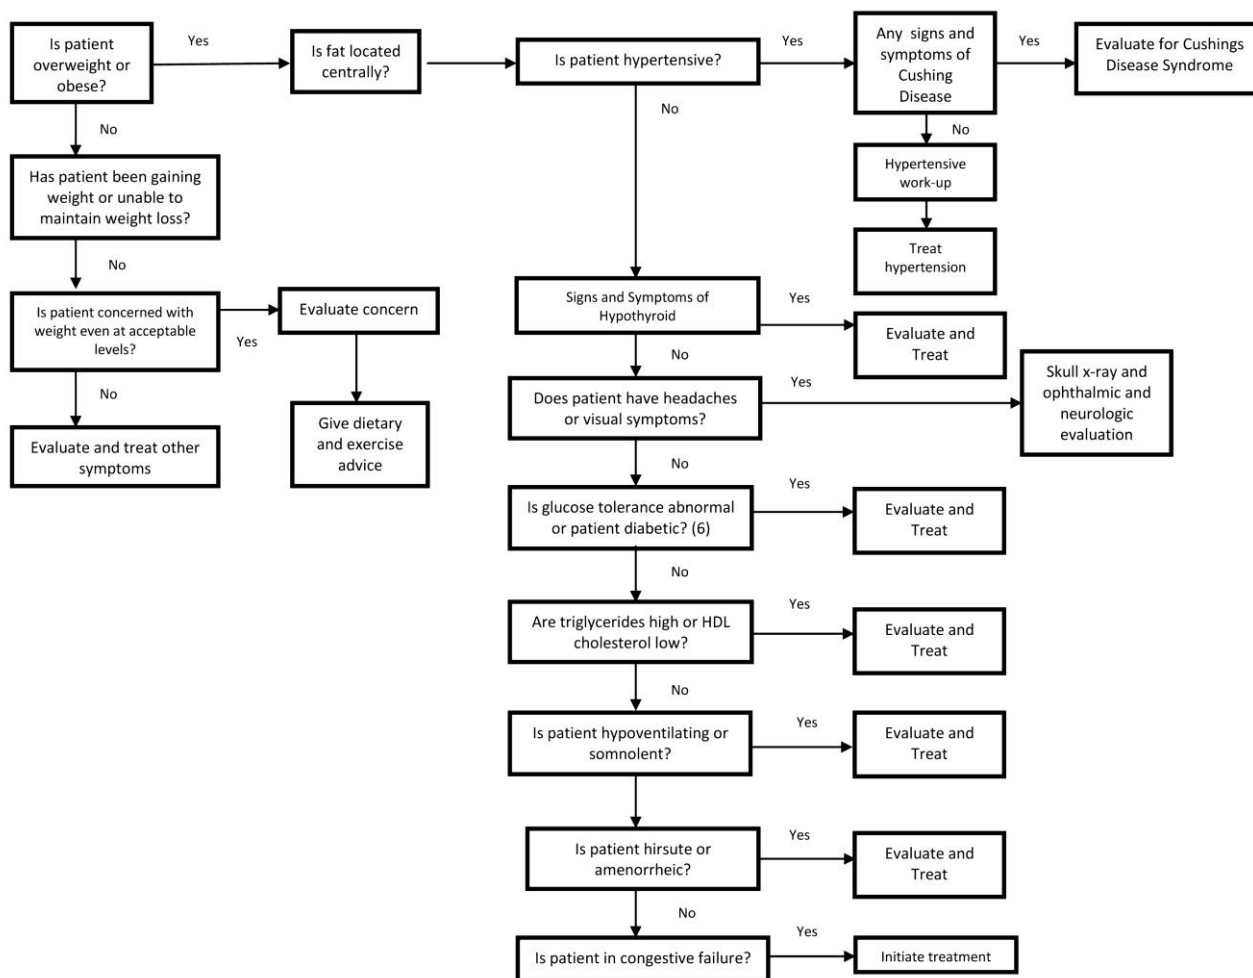 Is patient
overweight or
obese?
Yes
Is fat located
centrally?
Is patient hypertensive?
Yes
Any signs and
symptoms of
Cushing
Disease
Yes
Evaluate for Cushings
Disease Syndrome
No
No
No
Has patient been gaining
weight or unable to
maintain weight loss?
Hypertensive
work-up
Treat
hypertension
No
Is patient concerned with
weight even at acceptable
levels?
Yes
Evaluate concern
Signs and Symptoms of
Hypothyroid
Yes
Evaluate and
Treat
No
No
Does patient have headaches
or visual symptoms?
Yes
Skull x-ray and
ophthalmic and
neurologic
evaluation
Evaluate and treat other
symptoms
Give dietary
and exercise
advice
No
Is glucose tolerance abnormal
or patient diabetic? (6)
Yes
Evaluate and
Treat
No
Are triglycerides high or HDL
cholesterol low?
Yes
Evaluate and
Treat
No
Is patient hypoventilating or
somnolent?
Yes
Evaluate and
Treat
Is patient hirsute or
amenorrheic?
Yes
Evaluate and
Treat
No
Is patient in congestive failure?
Yes
Initiate treatment